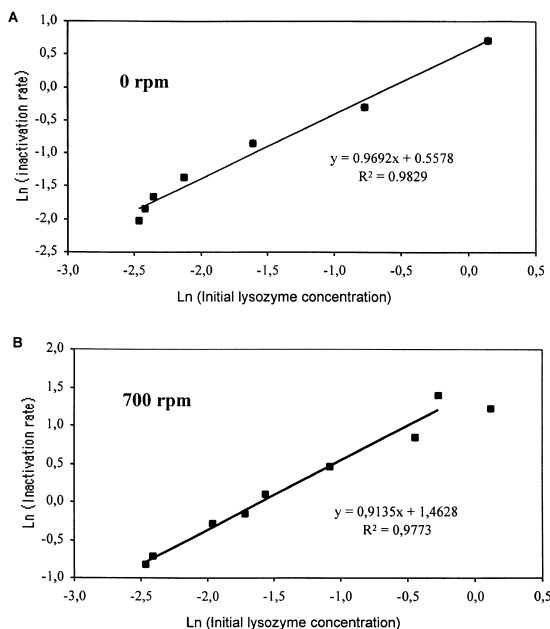 A
1,0
0,5
0,0
-0,5
-1,0
-1,5
-2,0
-2,5
Ln (inactivation rate)
0 rpm
y = 0.9692x + 0.5578
R² = 0.9829
-3,0 -2,5 -2,0 -1,5 -1,0 -0,5 0,0 0,5
Ln (Initial lysozyme concentration)
B
2,0
1,5
1,0
0,5
0,0
-0,5
-1,0
Ln (Inactivation rate)
700 rpm
y = 0,9135x + 1,4628
R² = 0,9773
-3,0 -2,5 -2,0 -1,5 -1,0 -0,5 0,0 0,5
Ln (Initial lysozyme concentration)